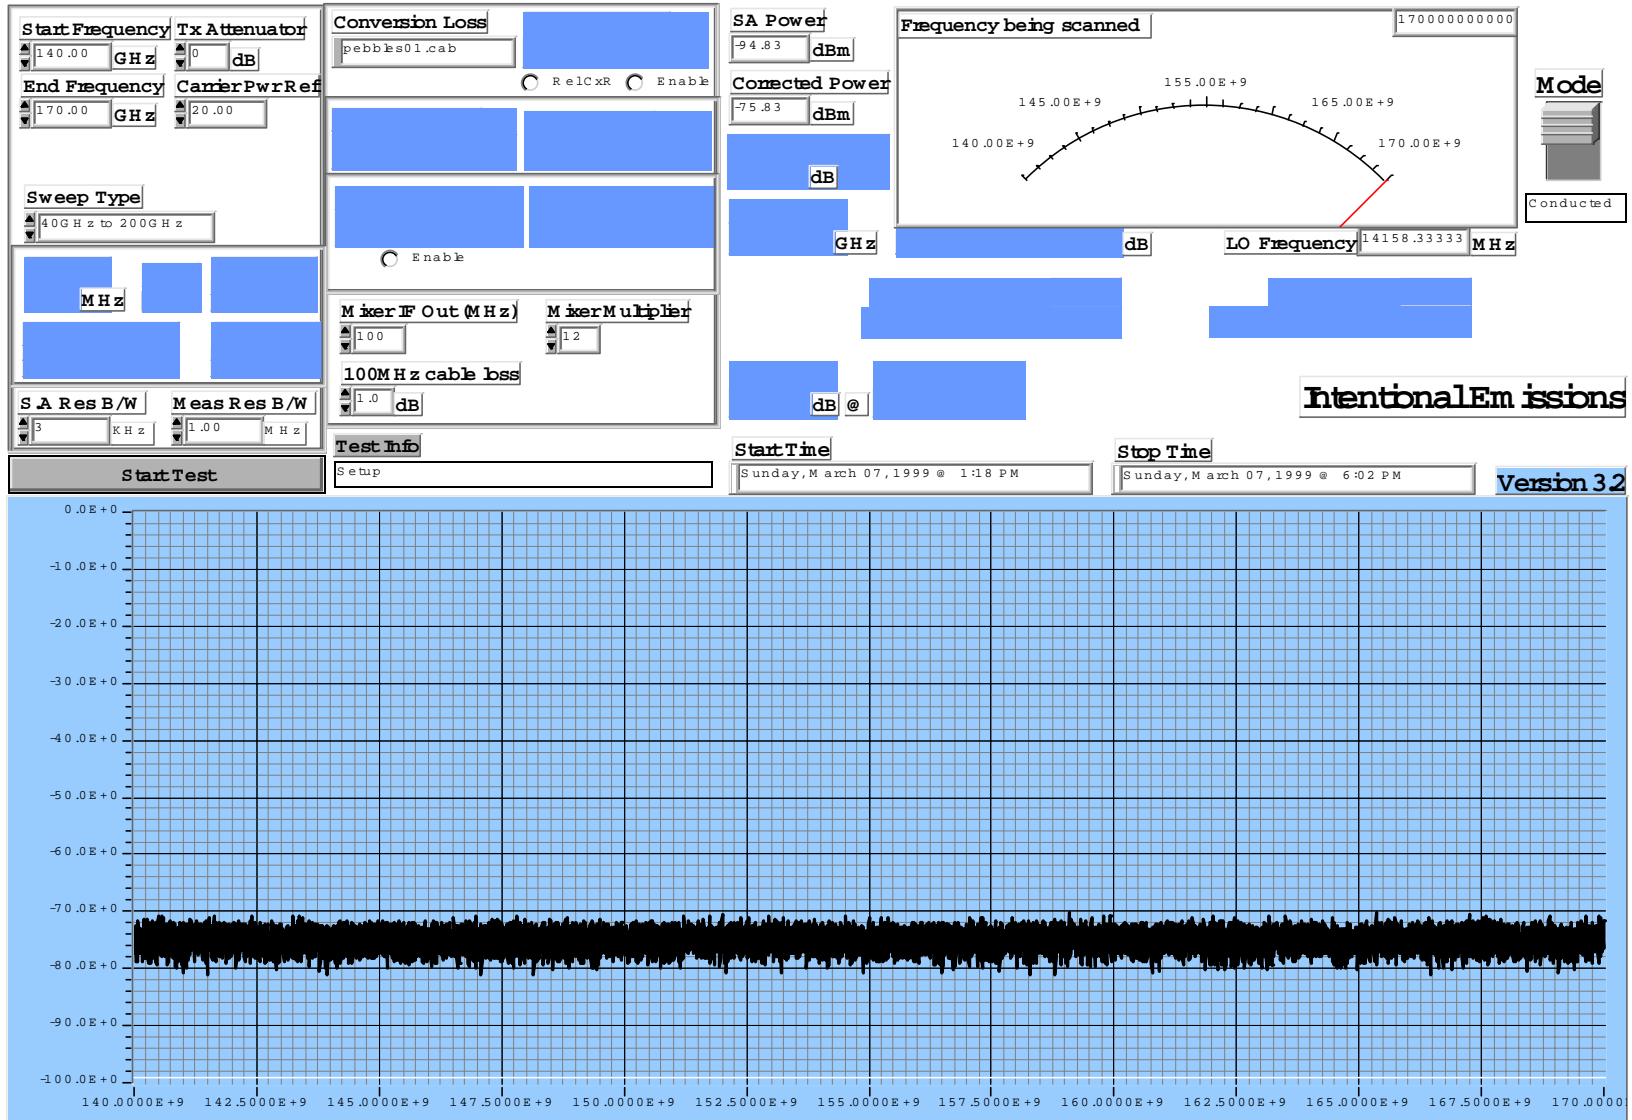 Start Frequency
140.00 GHz
Tx Attenuator
0 dB
End Frequency
170.00 GHz
Carrier Pwr Ref
20.00
Sweep Type
40GHz to 200GHz
MHz
S.A Res B/W
3 KHz
Meas Res B/W
1.00 MHz
Start Test
Conversion Loss
pebbles01.cab
RelCxR
Enable
Enable
Mixer IF Out (MHz)
100
Mixer Multiplier
12
100MHz cable loss
1.0 dB
Test Info
Setup
SA Power
-94.83 dBm
Corrected Power
-75.83 dBm
dB
GHz
dB
dB @
Frequency being scanned
170000000000
140.00E+9
145.00E+9
155.00E+9
165.00E+9
170.00E+9
LO Frequency 14158.33333 MHz
Mode
Conducted
Intentional Emissions
Start Time
Sunday, March 07, 1999 @ 1:18 PM
Stop Time
Sunday, March 07, 1999 @ 6:02 PM
Version 3.2
0.0E+0
-10.0E+0
-20.0E+0
-30.0E+0
-40.0E+0
-50.0E+0
-60.0E+0
-70.0E+0
-80.0E+0
-90.0E+0
-100.0E+0
140.0000E+9 142.5000E+9 145.0000E+9 147.5000E+9 150.0000E+9 152.5000E+9 155.0000E+9 157.5000E+9 160.0000E+9 162.5000E+9 165.0000E+9 167.5000E+9 170.0000